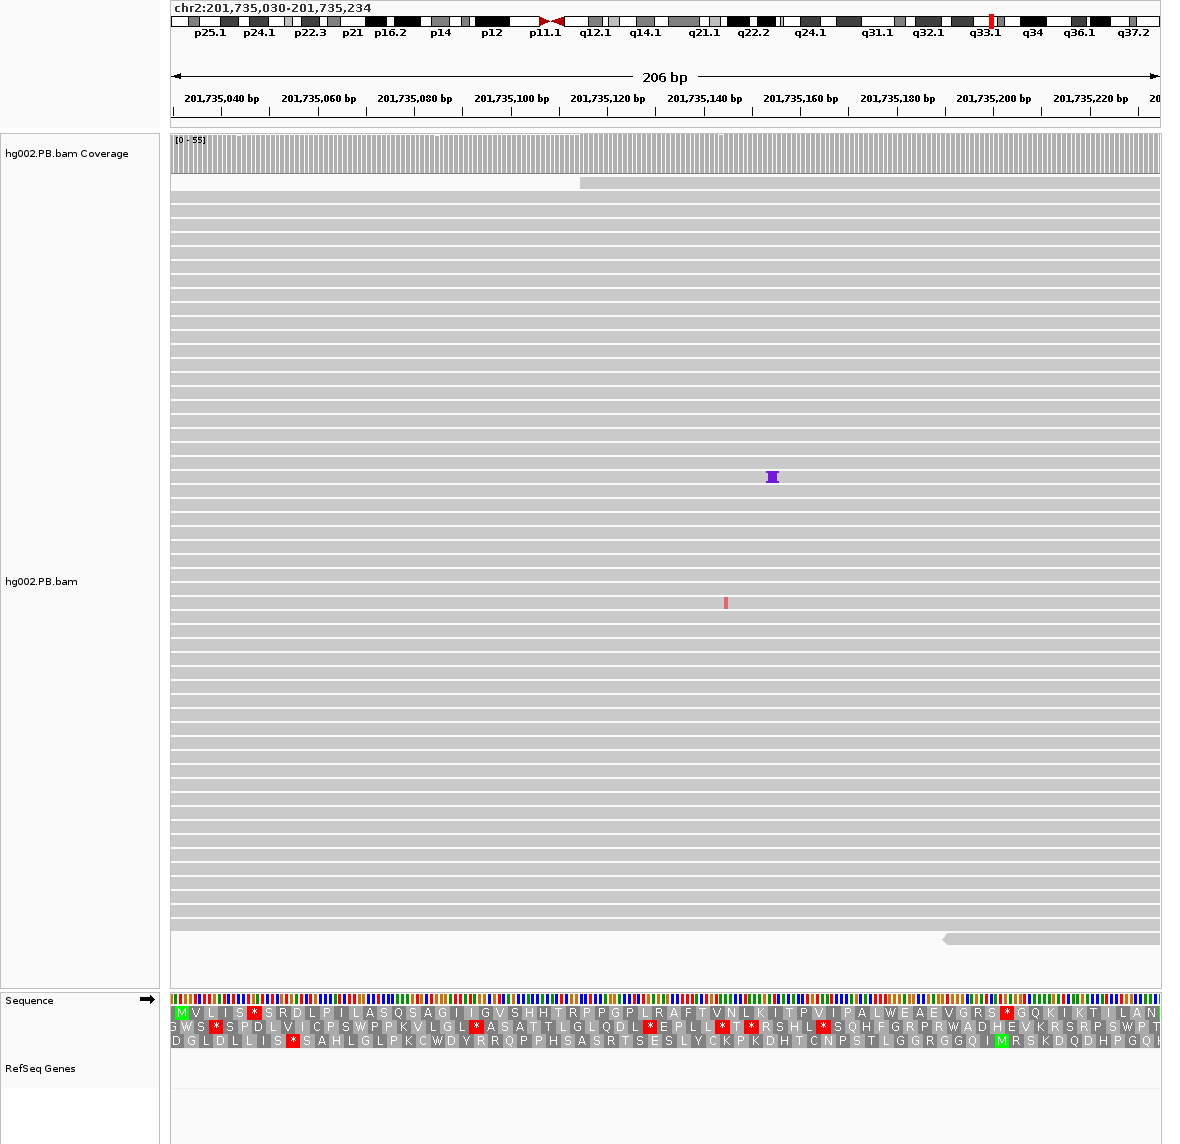 chr2:201,735,030-201,735,234
p25.1 p24.1 p22.3 p21 p16.2 p14 p12 p11.1 q12.1 q14.1 q21.1 q22.2 q24.1 q31.1 q32.1 q33.1 q34 q36.1 q37.2
206 bp
201,735,040 bp 201,735,060 bp 201,735,080 bp 201,735,100 bp 201,735,120 bp 201,735,140 bp 201,735,160 bp 201,735,180 bp 201,735,200 bp 201,735,220 bp 20
[0 - 55]
hg002.PB.bam Coverage
hg002.PB.bam
Sequence
M V L I S * S R D L P I L A S Q S A G I I G V S H H T R P P G P L R A F T V N L K I T P V I P A L W E A E V G R S * G Q K I K T I L A N
G W S * S P D L V I C P S W P P K V L G L * A S A T T L G L Q D L * E P L L * T * R S H L * S Q H F G R P R W A D H E V K R S R P S W P T
D G L D L L I S * S A H L G L P K C W D Y R R Q P P H S A S R T S E S L Y C K P K D H T C N P S T L G G R G G Q I M R S K D Q D H P G Q
RefSeq Genes